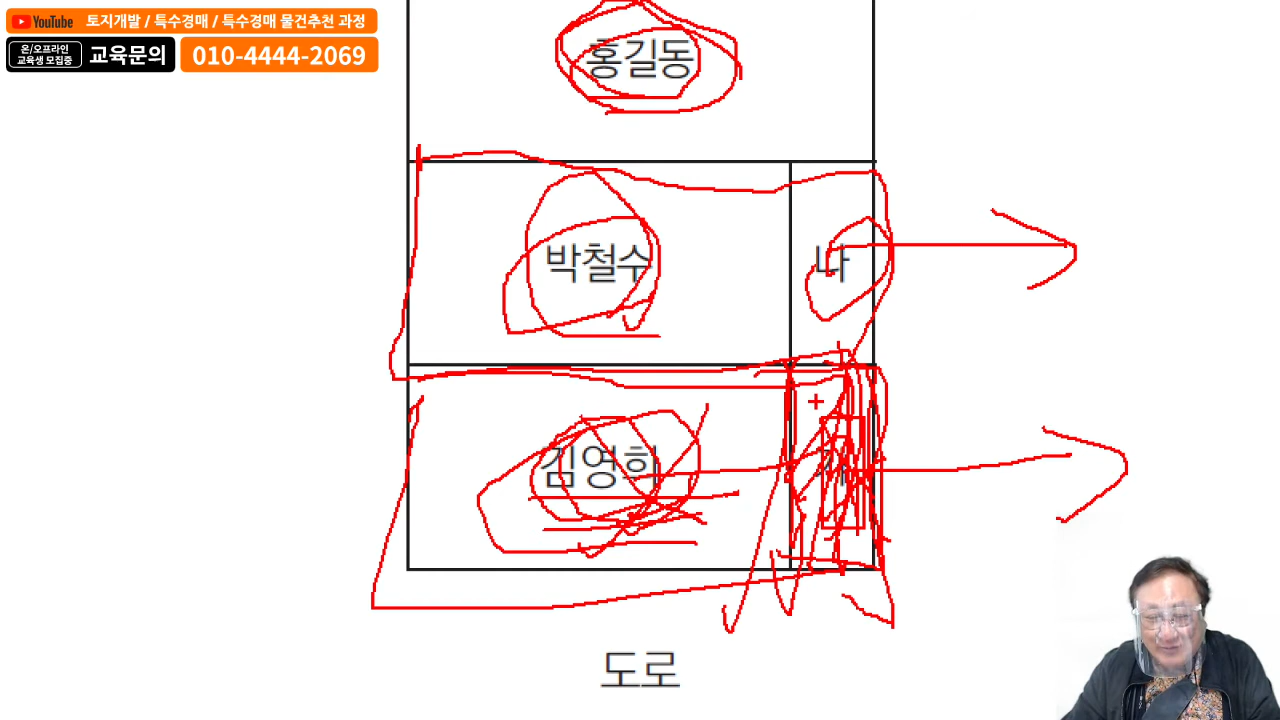 YouTube 토지개발 / 특수경매 / 특수경매 물건추천 과정
온/오프라인
교육생 모집중
교육문의 010-4444-2069
홍길동
박철수
나
김영희
도로